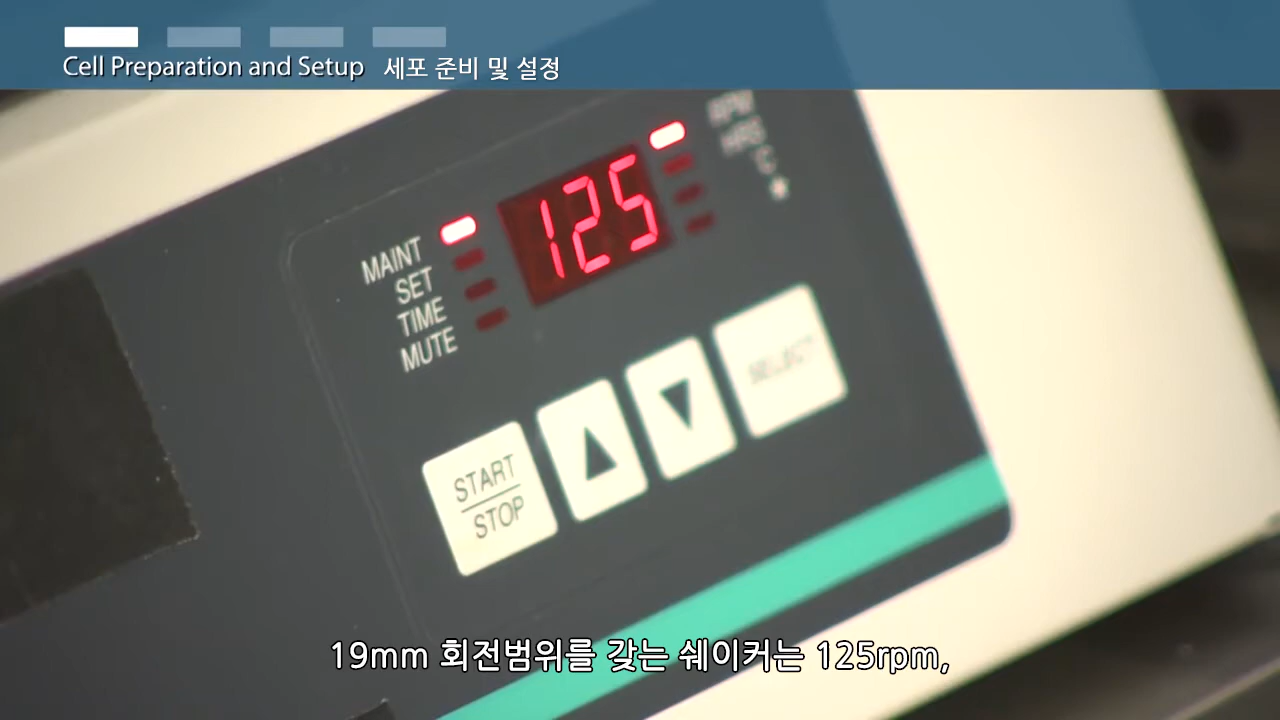 Cell Preparation and Setup 세포 준비 및 설정
125
RPM
HRS
C
MAINT
SET
TIME
MUTE
SELECT
START
STOP
19mm 회전범위를 갖는 쉐이커는 125rpm,